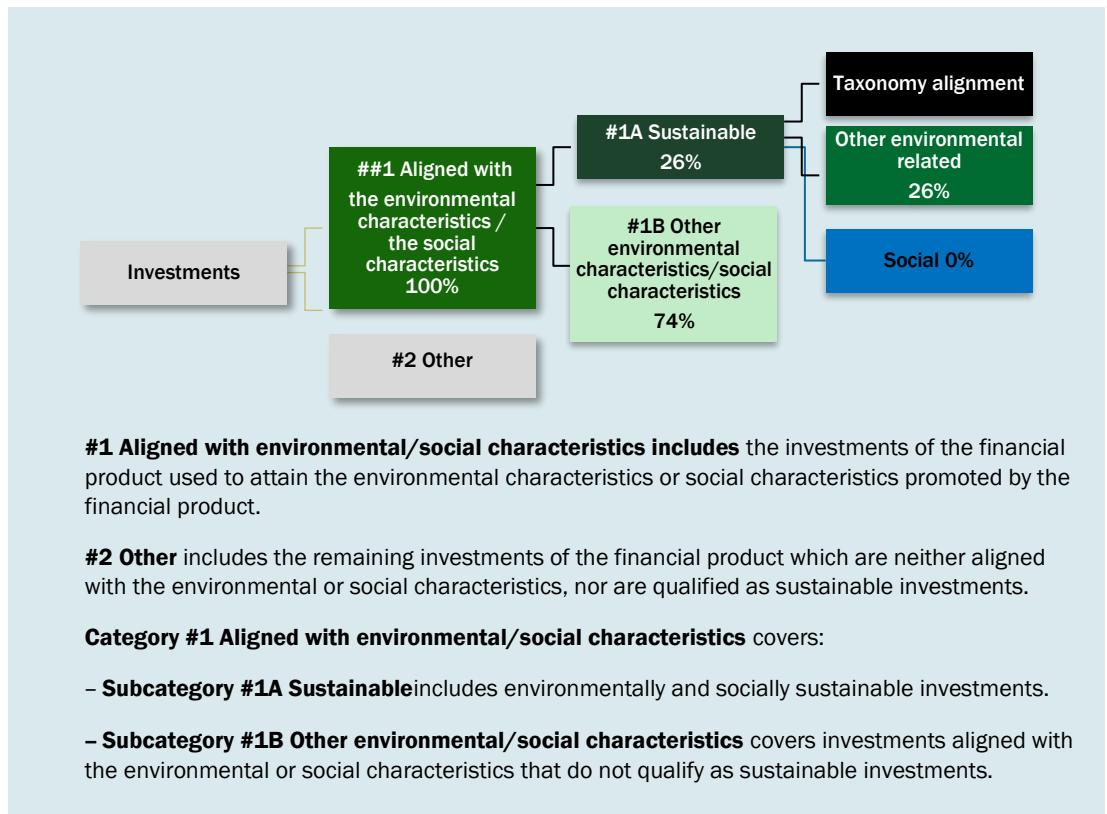 Taxonomy alignment
#1A Sustainable
26%
Other environmental
related
26%
##1 Aligned with
the environmental
characteristics /
the social
characteristics
100%
#1B Other
environmental
characteristics/social
characteristics
74%
Social 0%
Investments
#2 Other
#1 Aligned with environmental/social characteristics includes the investments of the financial
product used to attain the environmental characteristics or social characteristics promoted by the
financial product.
#2 Other includes the remaining investments of the financial product which are neither aligned
with the environmental or social characteristics, nor are qualified as sustainable investments.
Category #1 Aligned with environmental/social characteristics covers:
– Subcategory #1A Sustainableincludes environmentally and socially sustainable investments.
– Subcategory #1B Other environmental/social characteristics covers investments aligned with
the environmental or social characteristics that do not qualify as sustainable investments.